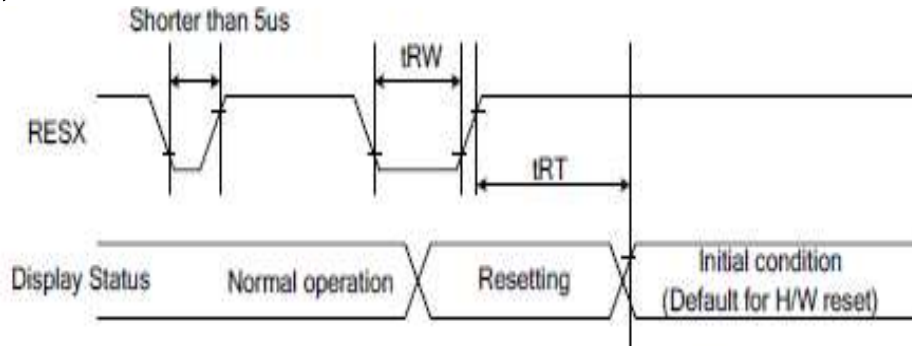 Shorter than 5us
tRW
RESX
tRT
Display Status
Normal operation
Resetting
Initial condition
(Default for H/W reset)